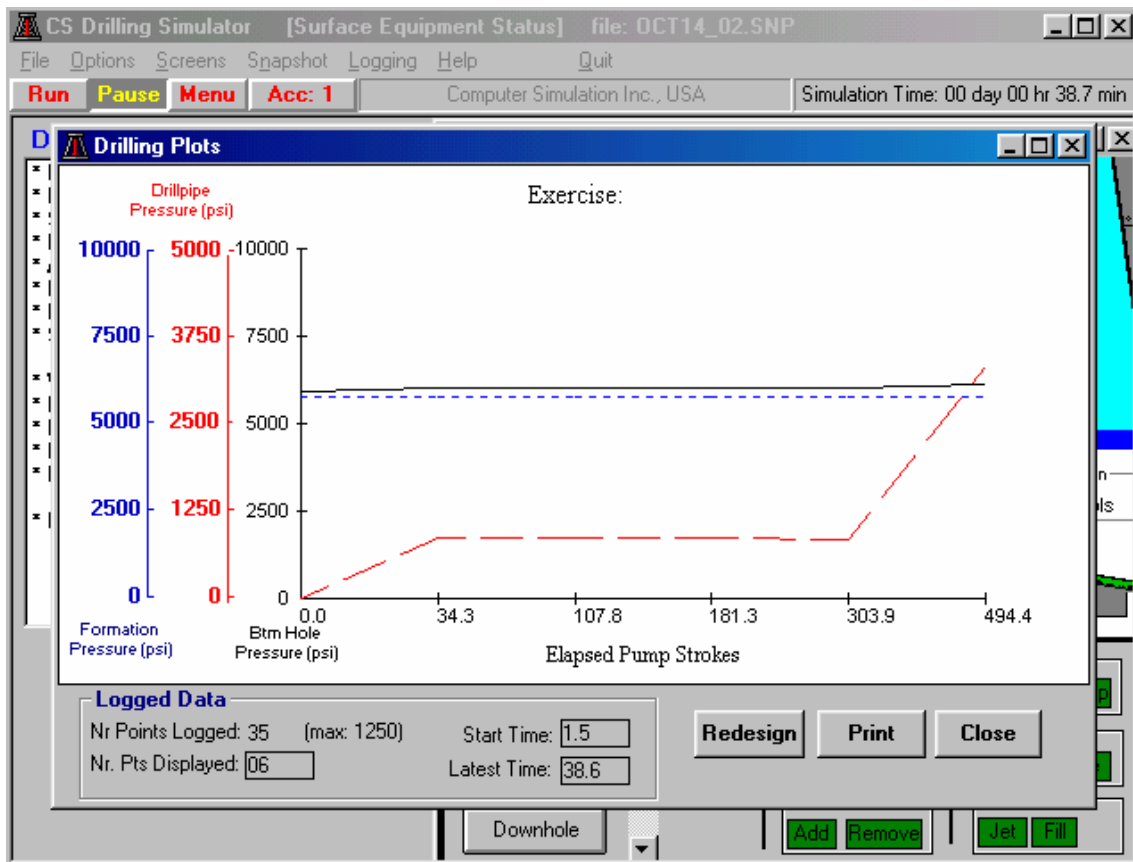 CS Drilling Simulator [Surface Equipment Status] file: OCT14_02.SNP
File Options Screens Snapshot Logging Help Quit
Run Pause Menu Acc: 1 Computer Simulation Inc., USA Simulation Time: 00 day 00 hr 38.7 min
D
Drilling Plots
Exercise:
Drillpipe
Pressure (psi)
10000 5000 10000
7500 3750 7500
5000 2500 5000
2500 1250 2500
0 0 0
0.0 34.3 107.8 181.3 303.9 494.4
Formation
Pressure (psi)
Btm Hole
Pressure (psi)
Elapsed Pump Strokes
Logged Data
Nr Points Logged: 35 (max: 1250)
Nr. Pts Displayed: 06
Start Time: 1.5
Latest Time: 38.6
Redesign Print Close
Downhole
Add Remove Jet Fill